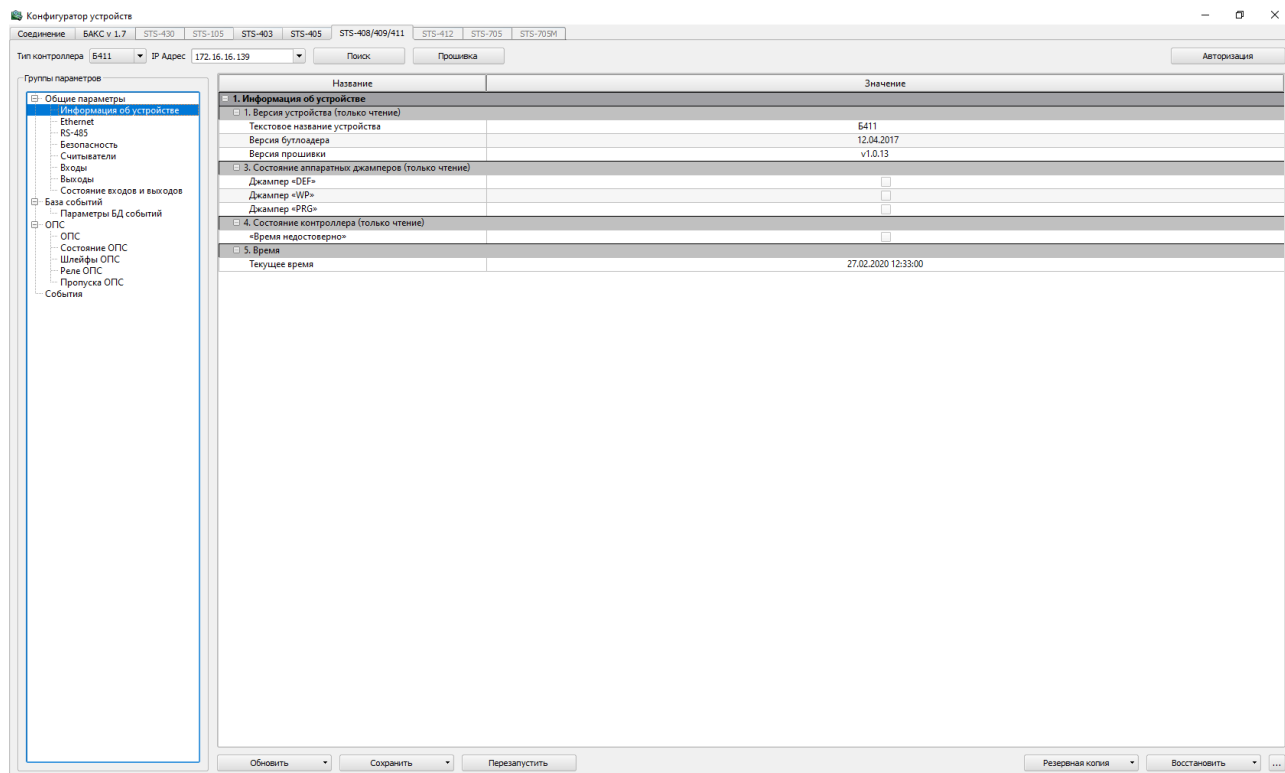 Конфигуратор устройств
Соединение БАКС v 1.7 STS-430 STS-105 STS-403 STS-405 STS-408/409/411 STS-412 STS-705 STS-705M
Тип контроллера Б411 IP Адрес 172.16.16.139 Поиск Прошивка Авторизация
Группы параметров
Общие параметры
Информация об устройстве
Ethernet
RS-485
Безопасность
Считыватели
Входы
Выходы
Состояние входов и выходов
База событий
Параметры БД событий
ОПС
ОПС
Состояние ОПС
Шлейфы ОПС
Реле ОПС
Пропуска ОПС
События
Название Значение
1. Информация об устройстве
1. Версия устройства (только чтение)
Текстовое название устройства Б411
Версия бутлоадера 12.04.2017
Версия прошивки v1.0.13
3. Состояние аппаратных джамперов (только чтение)
Джампер «DEF»
Джампер «WP»
Джампер «PRG»
4. Состояние контроллера (только чтение)
«Время недостоверно»
5. Время
Текущее время 27.02.2020 12:33:00
Обновить Сохранить Перезапустить Резервная копия Восстановить ...